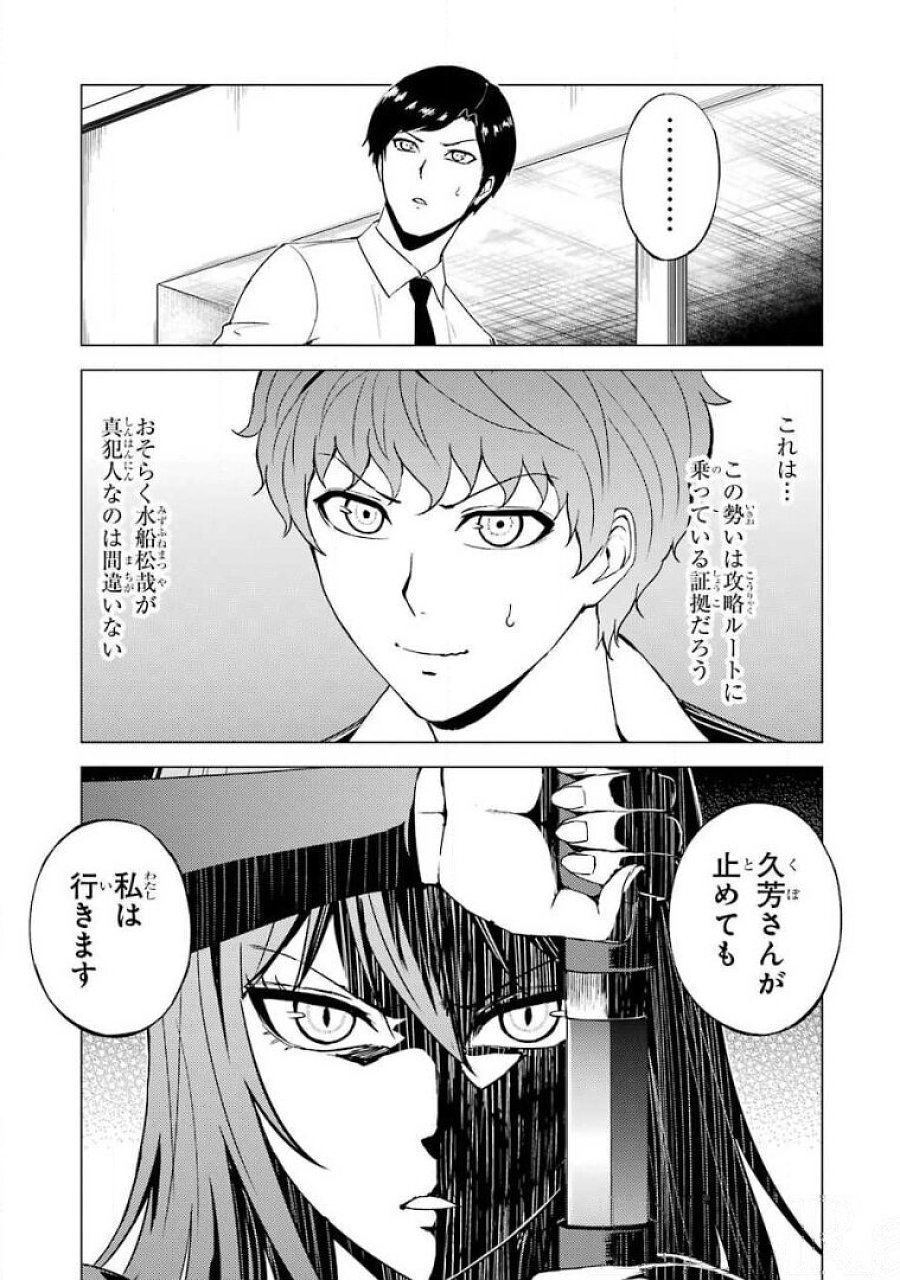 ………
これは…
この勢いは攻略ルートに
乗っている証拠だろう
おそらく水船松哉が
真犯人なのは間違いない
久芳さんが
止めても
私は
行きます